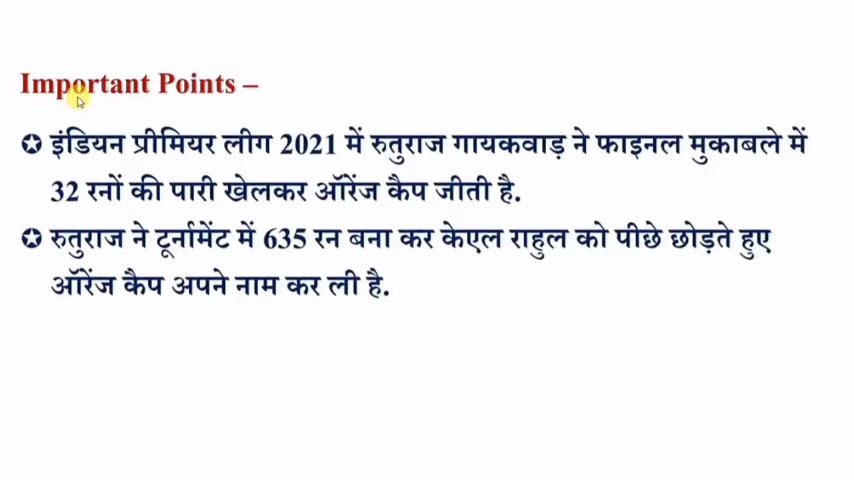 Important Points –
✪ इंडियन प्रीमियर लीग 2021 में रुतुराज गायकवाड़ ने फाइनल मुकाबले में
32 रनों की पारी खेलकर ऑरेंज कैप जीती है.
✪ रुतुराज ने टूर्नामेंट में 635 रन बना कर केएल राहुल को पीछे छोड़ते हुए
ऑरेंज कैप अपने नाम कर ली है.